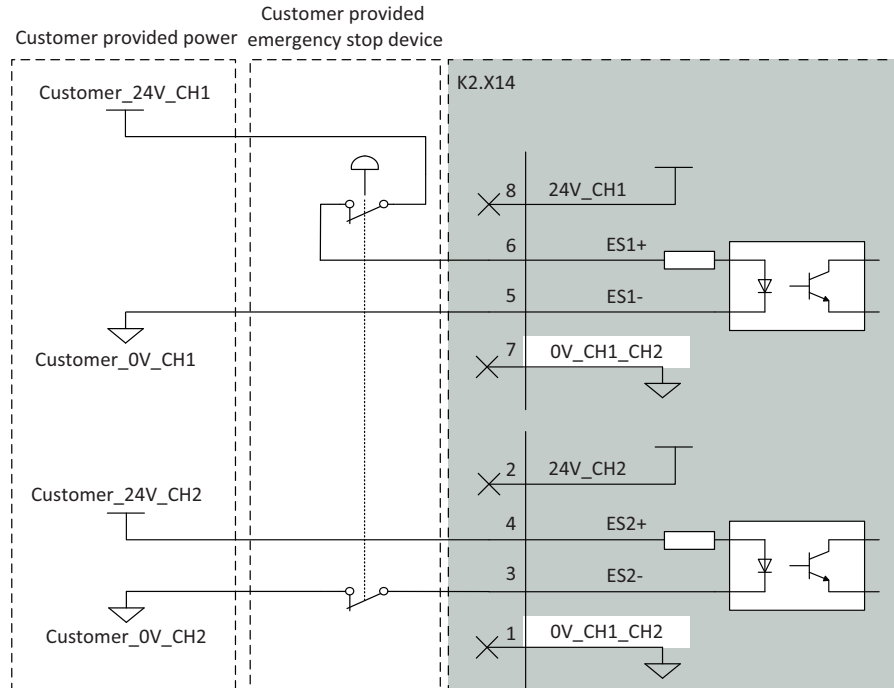 Customer provided power
Customer provided
emergency stop device
K2.X14
Customer_24V_CH1
8
24V_CH1
6
ES1+
5
ES1-
Customer_0V_CH1
7
0V_CH1_CH2
2
24V_CH2
Customer_24V_CH2
4
ES2+
3
ES2-
Customer_0V_CH2
1
0V_CH1_CH2